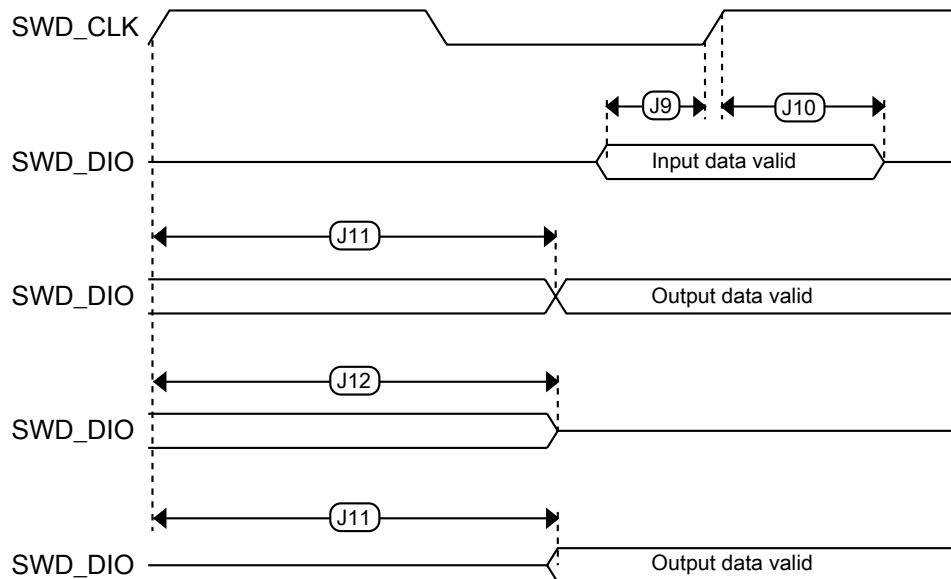 SWD_CLK
J9
J10
SWD_DIO
Input data valid
J11
SWD_DIO
Output data valid
J12
SWD_DIO
J11
SWD_DIO
Output data valid